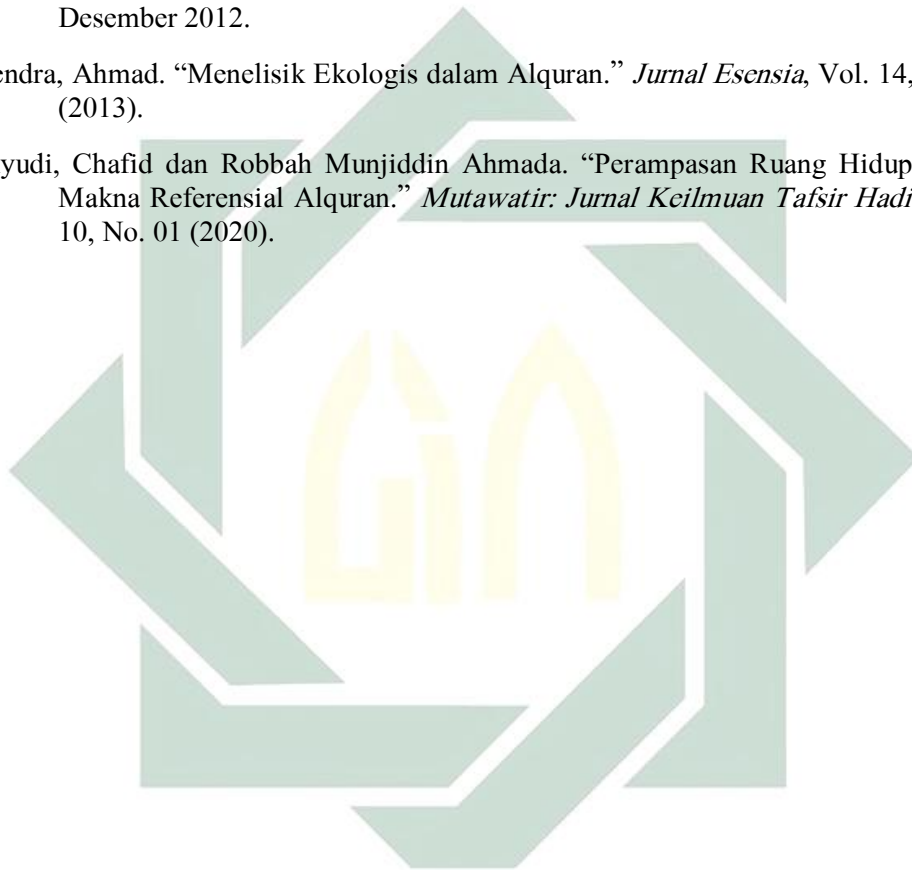 Desember 2012.
endra, Ahmad. “Menelisik Ekologis dalam Alquran.” Jurnal Esensia, Vol. 14,
(2013).
yudi, Chafid dan Robbah Munjiddin Ahmada. “Perampasan Ruang Hidup
Makna Referensial Alquran.” Mutawatir: Jurnal Keilmuan Tafsir Hadi
10, No. 01 (2020).